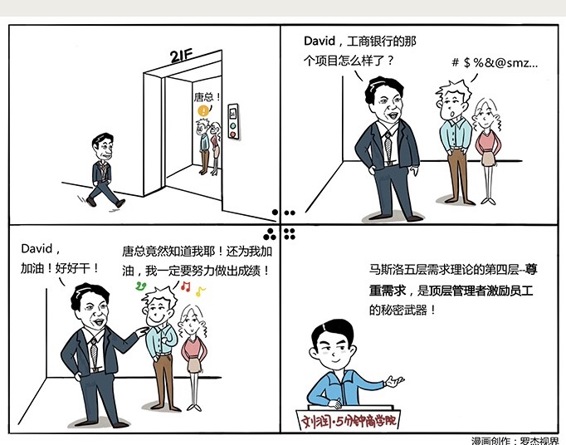 21F
唐总！
David，工商银行的那
个项目怎么样了？
＃＄%&@smz...
David，
加油！好好干！
唐总竟然知道我耶！还为我加
油，我一定要努力做出成绩！
马斯洛五层需求理论的第四层--尊
重需求，是顶层管理者激励员工
的秘密武器！
刘润·5分钟商学院
漫画创作：罗杰视界